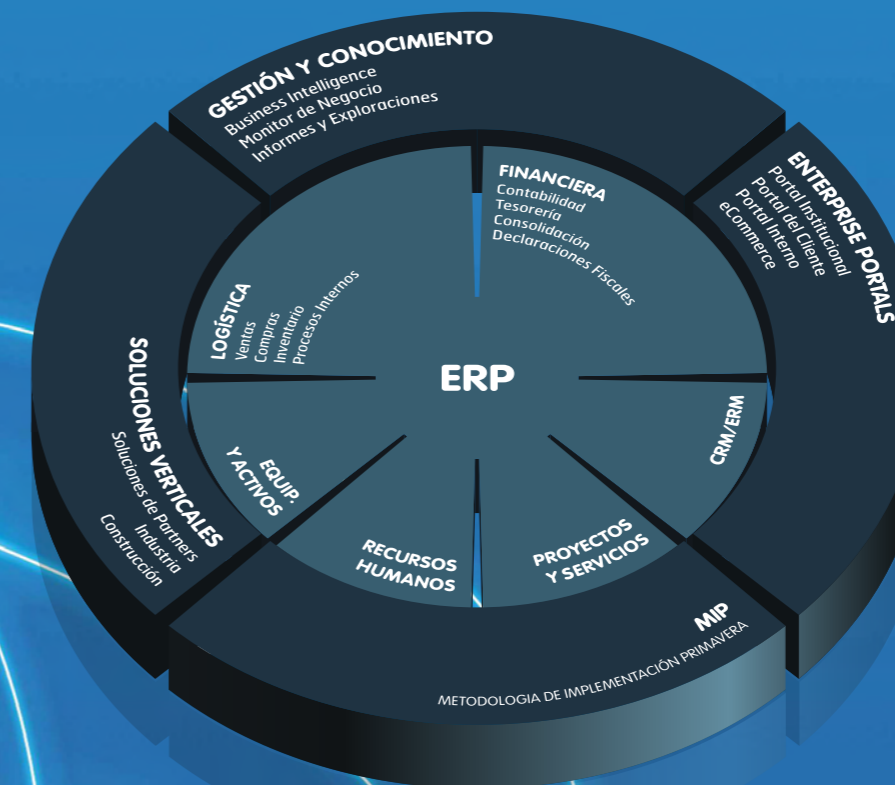 GESTIÓN Y CONOCIMIENTO
Business Intelligence
Monitor de Negocio
Informes y Exploraciones
ENTERPRISE PORTALS
Portal Institucional
Portal del Cliente
Portal Interno
eCommerce
FINANCIERA
Contabilidad
Tesorería
Consolidación
Declaraciones Fiscales
LOGÍSTICA
Ventas
Compras
Inventario
Procesos Internos
ERP
CRM/ERM
EQUIP.
Y ACTIVOS
RECURSOS
HUMANOS
PROYECTOS
Y SERVICIOS
SOLUCIONES VERTICALES
Soluciones de Partners
Industria
Construcción
MIP
METODOLOGIA DE IMPLEMENTACIÓN PRIMAVERA